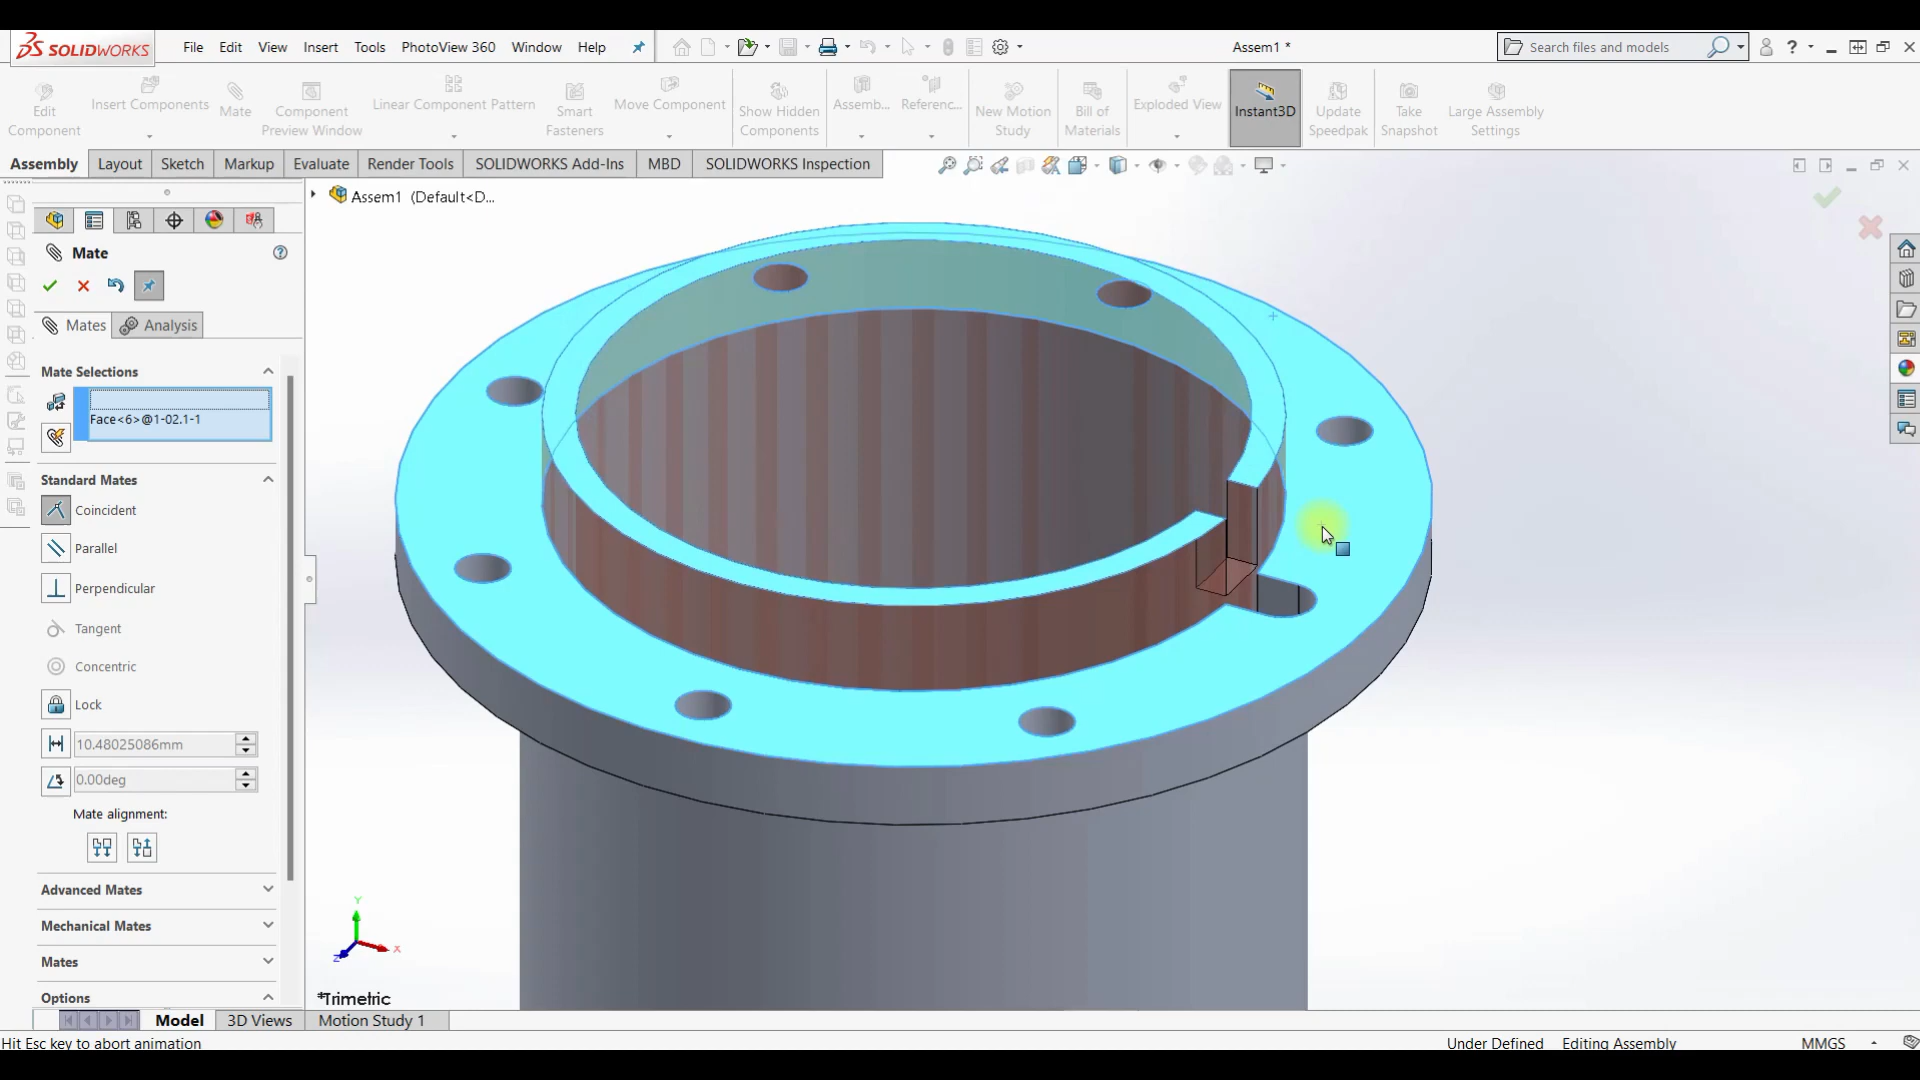 SOLIDWORKS File Edit View Insert Tools PhotoView 360 Window Help Assem1 * Search files and models ?
Edit Component Insert Components Mate Component Preview Window Linear Component Pattern Smart Fasteners Move Component Show Hidden Components Assemb... Referenc... New Motion Study Bill of Materials Exploded View Instant3D Update Speedpak Take Snapshot Large Assembly Settings
Assembly Layout Sketch Markup Evaluate Render Tools SOLIDWORKS Add-Ins MBD SOLIDWORKS Inspection
Assem1 (Default<D...
Mate
Mates Analysis
Mate Selections
Face<6>@1-02.1-1
Standard Mates
Coincident
Parallel
Perpendicular
Tangent
Concentric
Lock
10.48025086mm
0.00deg
Mate alignment:
Advanced Mates
Mechanical Mates
Mates
Options
Y
X
Z
*Trimetric
Model 3D Views Motion Study 1
Hit Esc key to abort animation Under Defined Editing Assembly MMGS